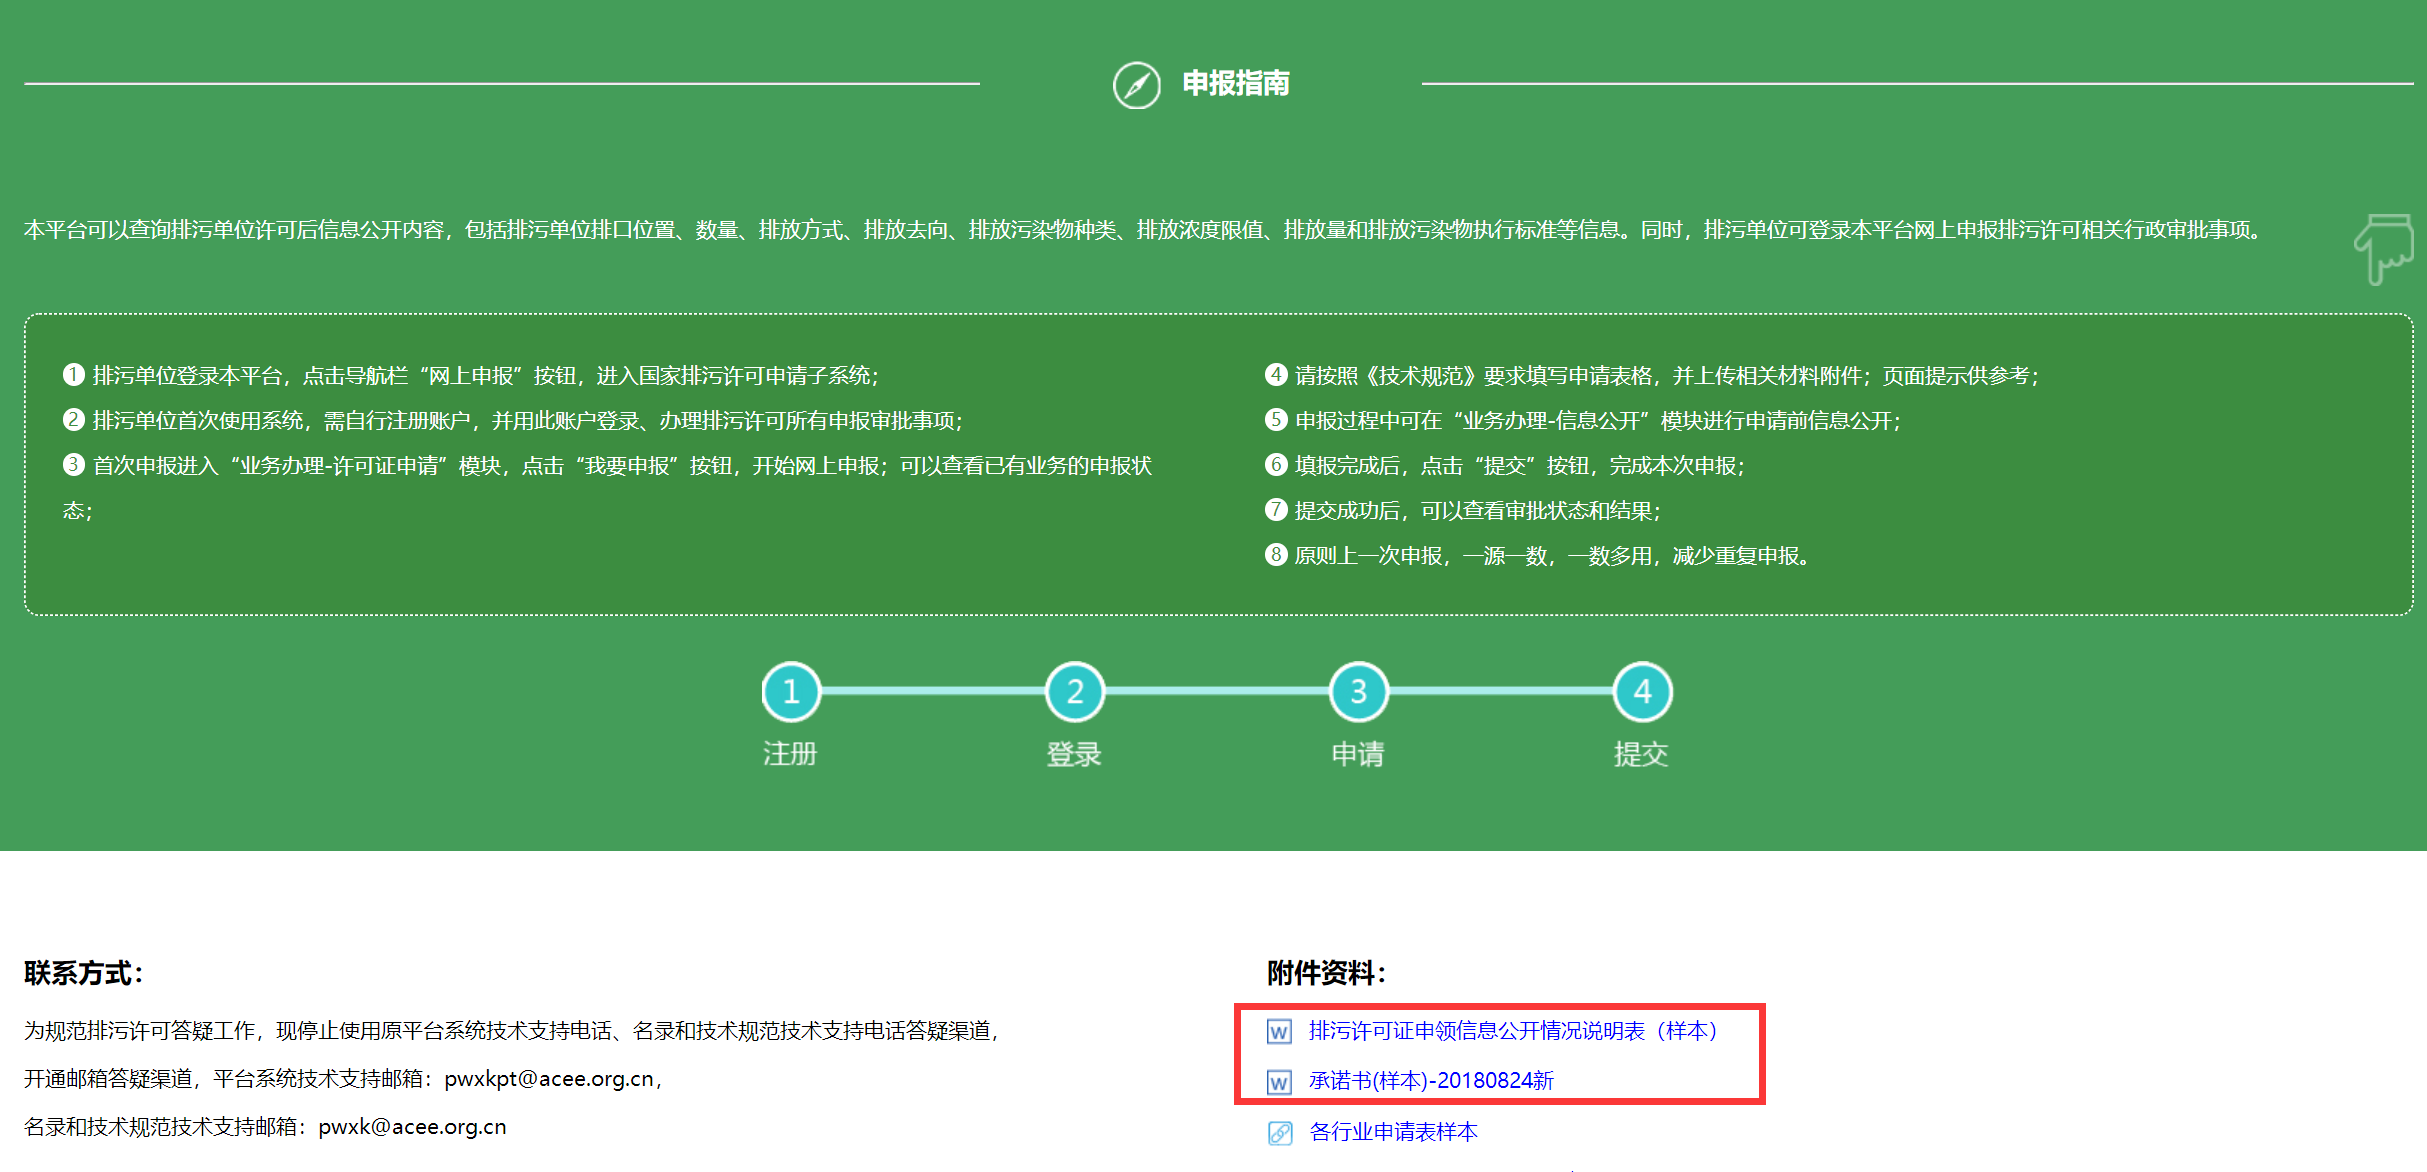 申报指南
本平台可以查询排污单位许可后信息公开内容，包括排污单位排口位置、数量、排放方式、排放去向、排放污染物种类、排放浓度限值、排放量和排放污染物执行标准等信息。同时，排污单位可登录本平台网上申报排污许可相关行政审批事项。
1 排污单位登录本平台，点击导航栏“网上申报”按钮，进入国家排污许可申请子系统；
2 排污单位首次使用系统，需自行注册账户，并用此账户登录、办理排污许可所有申报审批事项；
3 首次申报进入“业务办理-许可证申请”模块，点击“我要申报”按钮，开始网上申报；可以查看已有业务的申报状
态；
4 请按照《技术规范》要求填写申请表格，并上传相关材料附件；页面提示供参考；
5 申报过程中可在“业务办理-信息公开”模块进行申请前信息公开；
6 填报完成后，点击“提交”按钮，完成本次申报；
7 提交成功后，可以查看审批状态和结果；
8 原则上一次申报，一源一数，一数多用，减少重复申报。
1 2 3 4
注册 登录 申请 提交
联系方式：
为规范排污许可答疑工作，现停止使用原平台系统技术支持电话、名录和技术规范技术支持电话答疑渠道，
开通邮箱答疑渠道，平台系统技术支持邮箱：pwxkpt@acee.org.cn，
名录和技术规范技术支持邮箱：pwxk@acee.org.cn
附件资料：
W 排污许可证申领信息公开情况说明表（样本）
W 承诺书(样本)-20180824新
各行业申请表样本